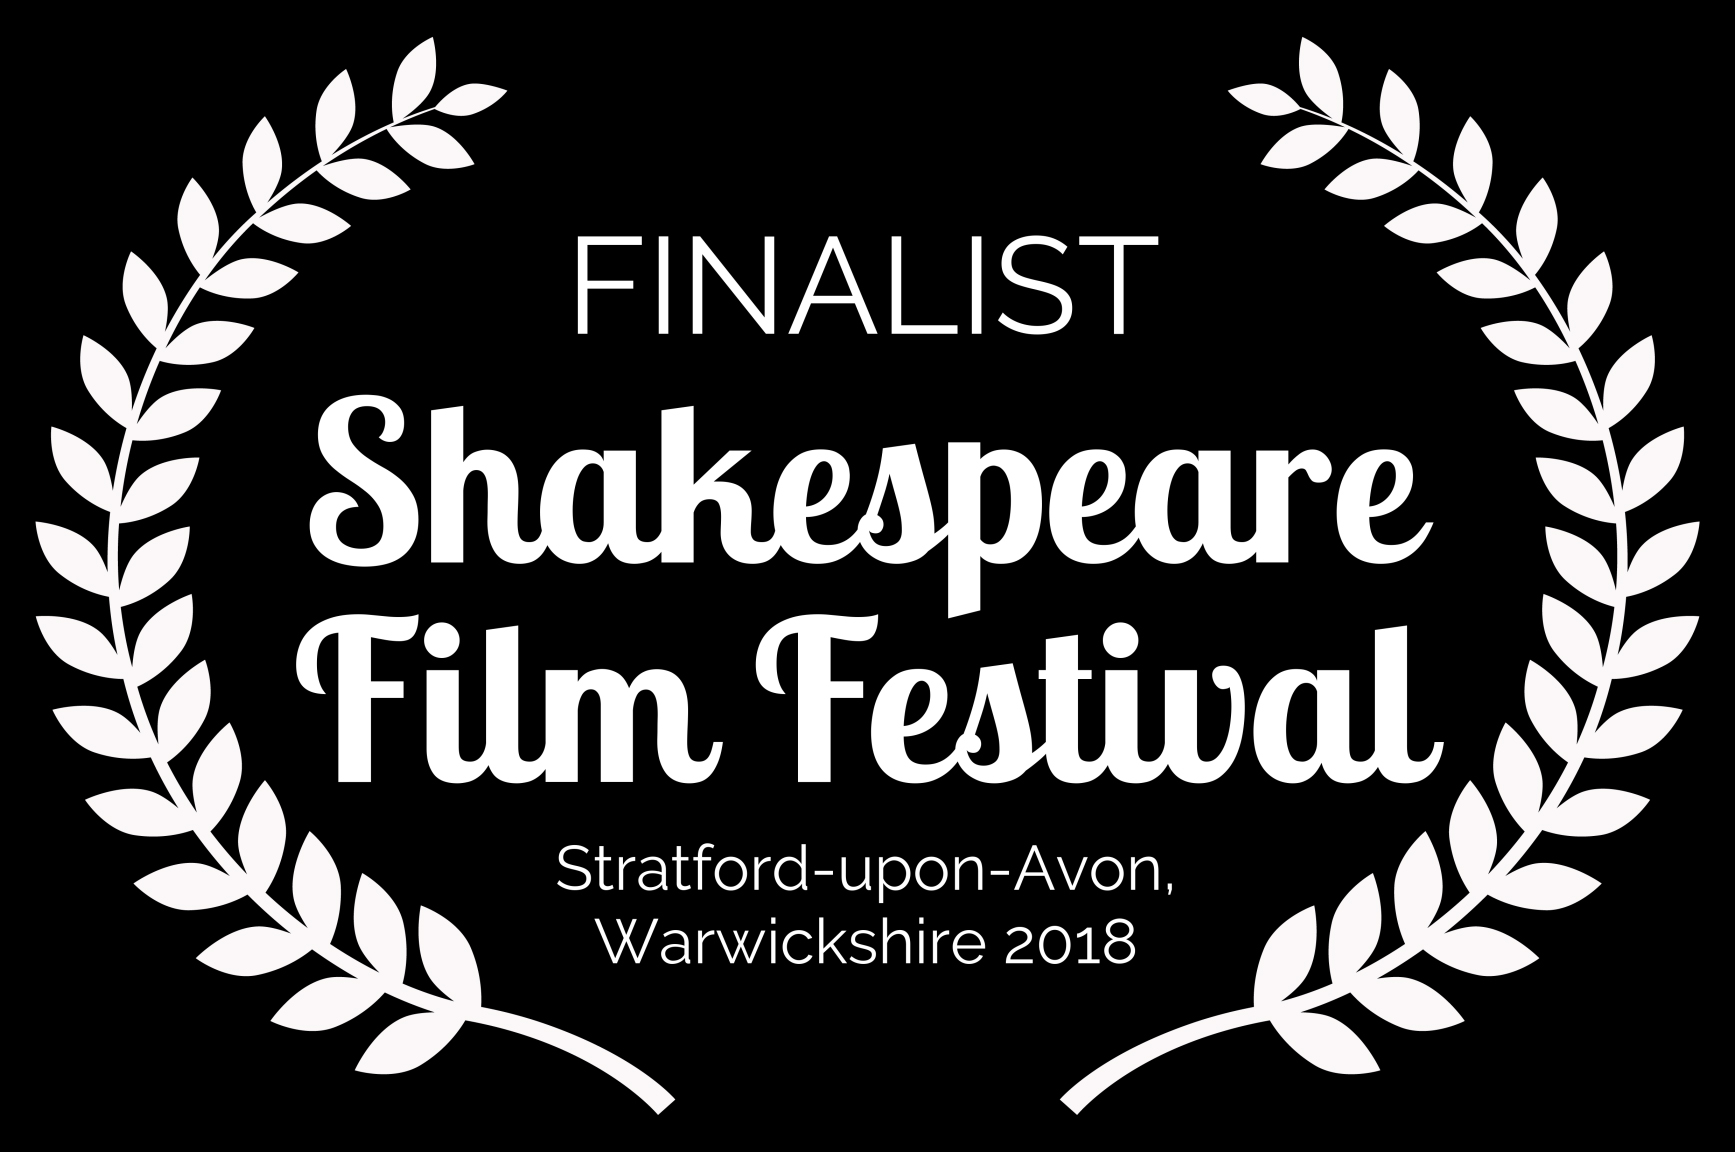 FINALIST
Shakespeare
Film Festival
Stratford-upon-Avon,
Warwickshire 2018